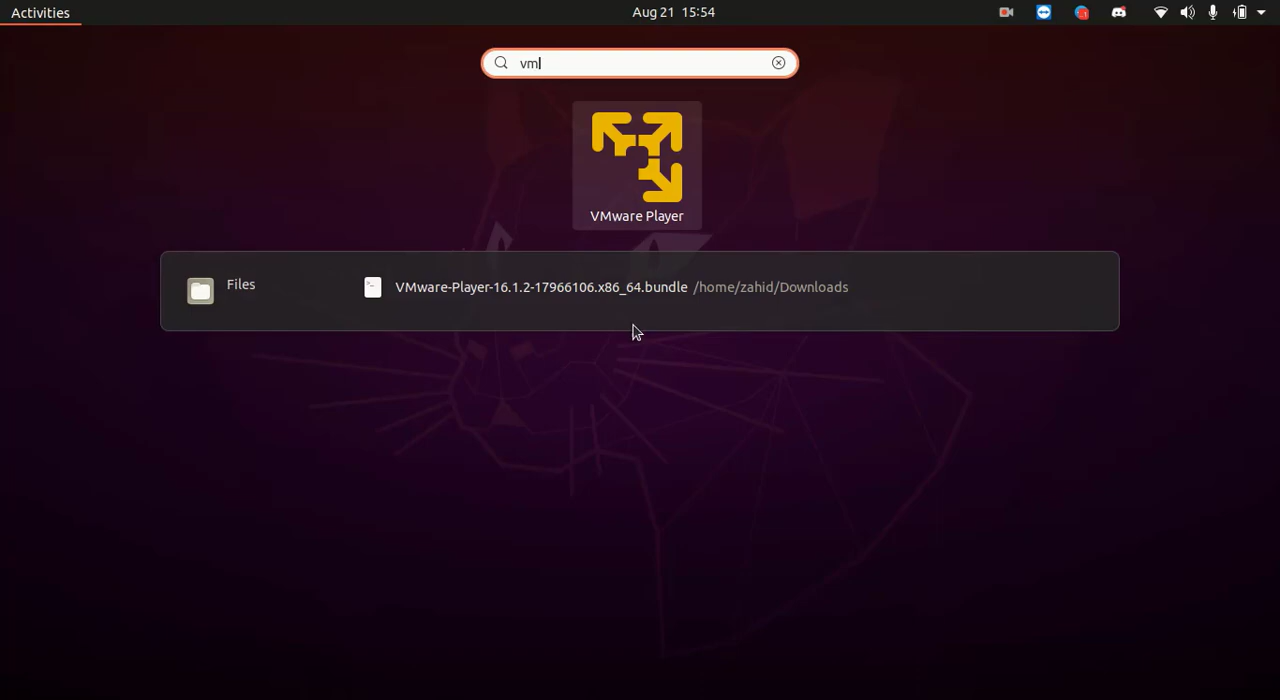 Activities
Aug 21 15:54
vm
VMware Player
Files
VMware-Player-16.1.2-17966106.x86_64.bundle /home/zahid/Downloads